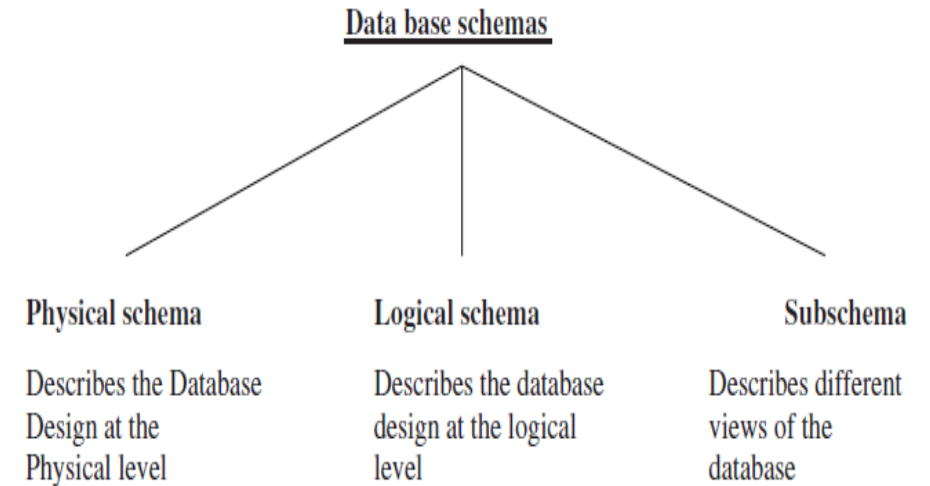 Data base schemas
Physical schema
Describes the Database
Design at the
Physical level
Logical schema
Describes the database
design at the logical
level
Subschema
Describes different
views of the
database